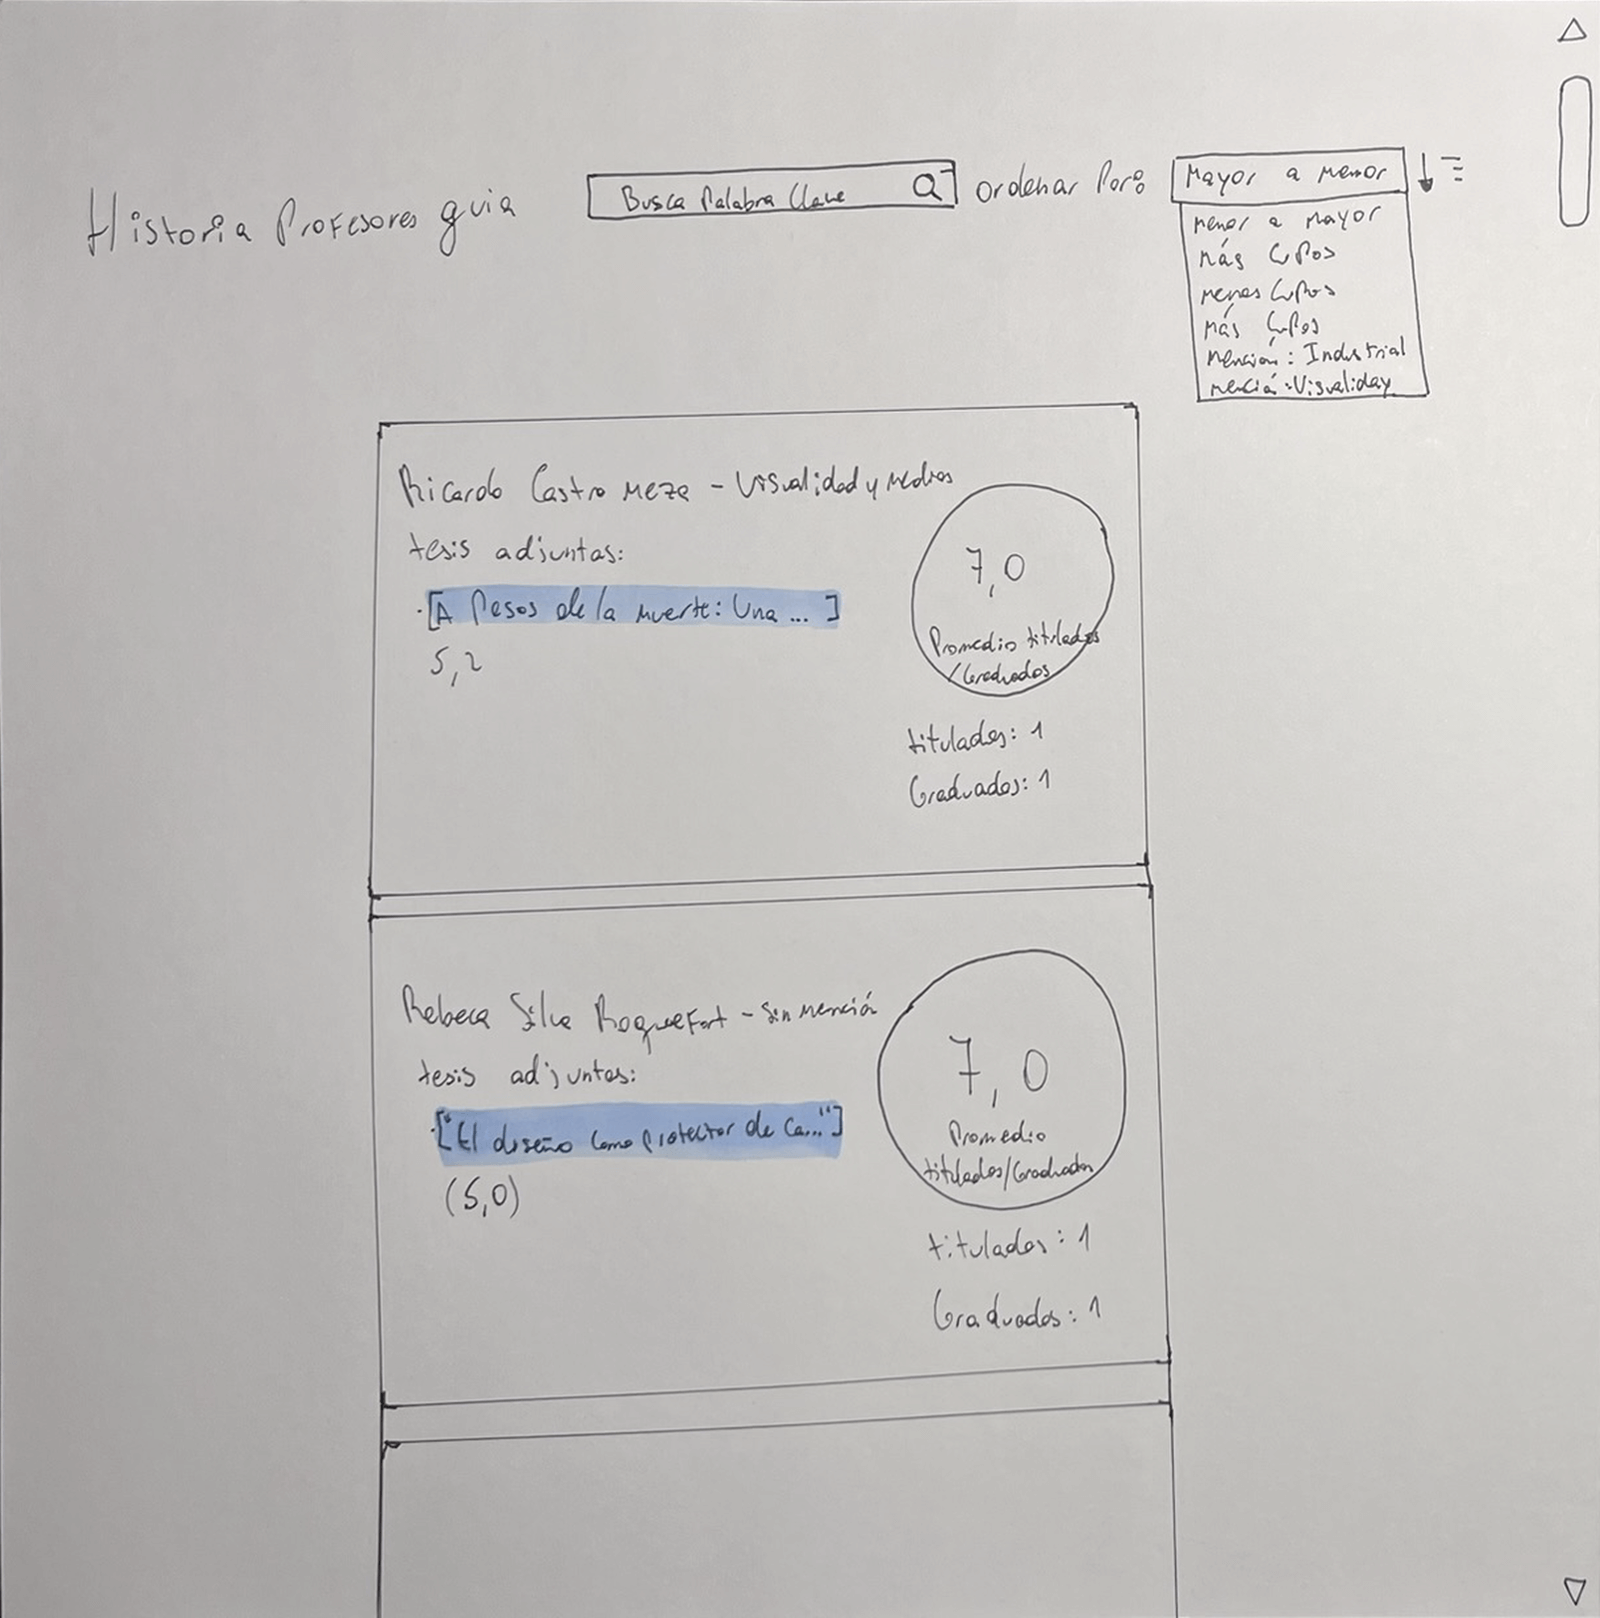 Historia Profesores guia
Busca Palabra Clave
Ordenar Por:
Mayor a menor
menor a mayor
más cupos
menos cupos
más cupos
mención: Industrial
menció: Visualiday
Ricardo Castro Meza - Visualidad y Medios
tesis adjuntas:
·[A Pesos de la muerte: Una ... ]
5,2
7,0
Promedio titulados
/Graduados
titulados: 1
Graduados: 1
Rebeca Silva Roquefort - Sin mención
tesis adjuntas:
·["El diseño como protector de Ca..."]
(5,0)
7,0
Promedio
titulados/Graduados
titulados: 1
Graduados: 1